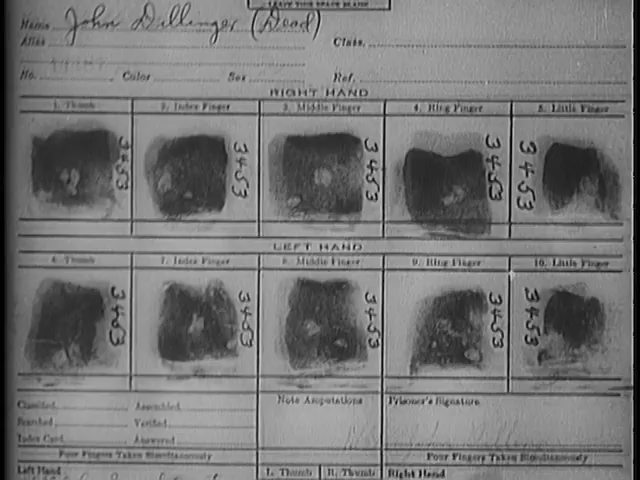 LEAVE THIS SPACE BLANK
Name John Dillinger (Dead)
Alias Class.
No. Color Sex Ref.
RIGHT HAND
1. Thumb 2. Index Finger 3. Middle Finger 4. Ring Finger 5. Little Finger
3453 3453 3453 3453 3453
LEFT HAND
6. Thumb 7. Index Finger 8. Middle Finger 9. Ring Finger 10. Little Finger
3453 3453 3453 3453 3453
Classified Assembled Note Amputations Prisoner's Signature
Searched Verified
Index Card Answered
Four Fingers Taken Simultaneously Four Fingers Taken Simultaneously
Left Hand L. Thumb R. Thumb Right Hand